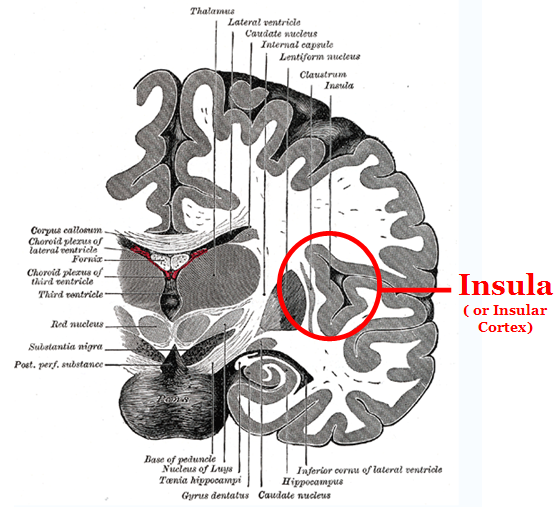 Thalamus
Lateral ventricle
Caudate nucleus
Internal capsule
Lentiform nucleus
Claustrum
Insula
Corpus callosum
Choroid plexus of
lateral ventricle
Fornix
Choroid plexus of
third ventricle
Third ventricle
Red nucleus
Substantia nigra
Post. perf. substance
Pons
Insula
( or Insular
Cortex)
Base of peduncle
Nucleus of Luys
Tænia hippocampi
Gyrus dentatus
Caudate nucleus
Hippocampus
Inferior cornu of lateral ventricle